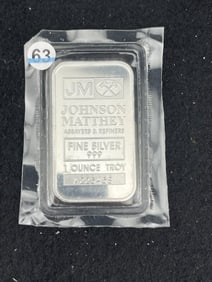 63
JM
JOHNSON
MATTHEY
ASSAYERS & REFINERS
FINE SILVER
999
1 OUNCE TROY